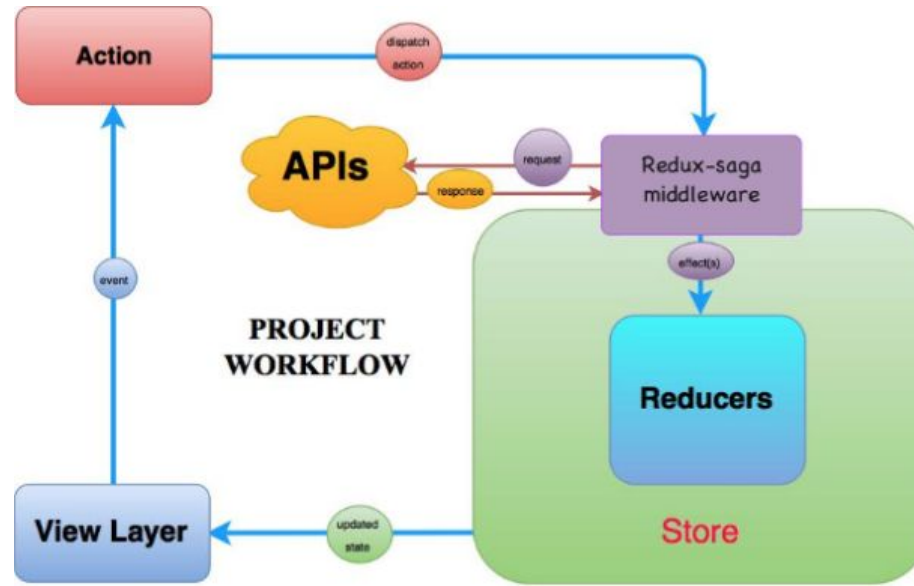 Action
dispatch
action
APIs
request
response
Redux-saga
middleware
effect(s)
event
PROJECT
WORKFLOW
Reducers
View Layer
updated
state
Store